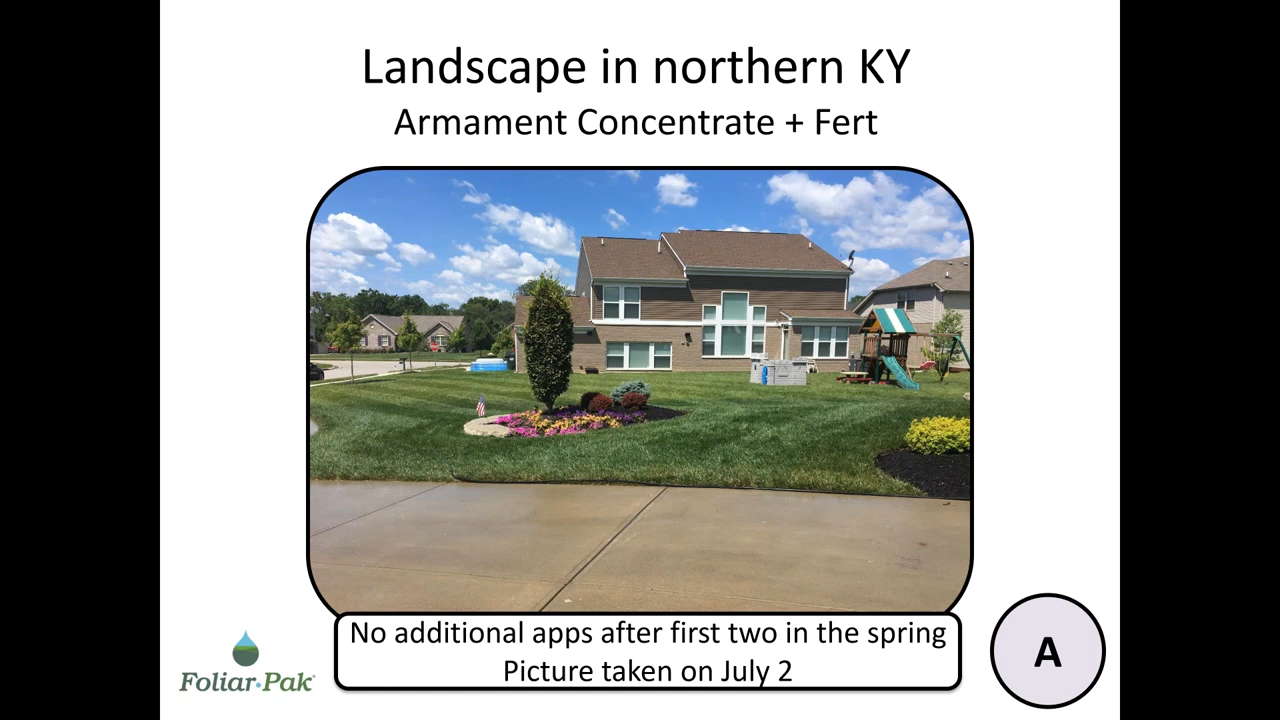 Landscape in northern KY
Armament Concentrate + Fert
No additional apps after first two in the spring
Picture taken on July 2
Foliar-Pak
A